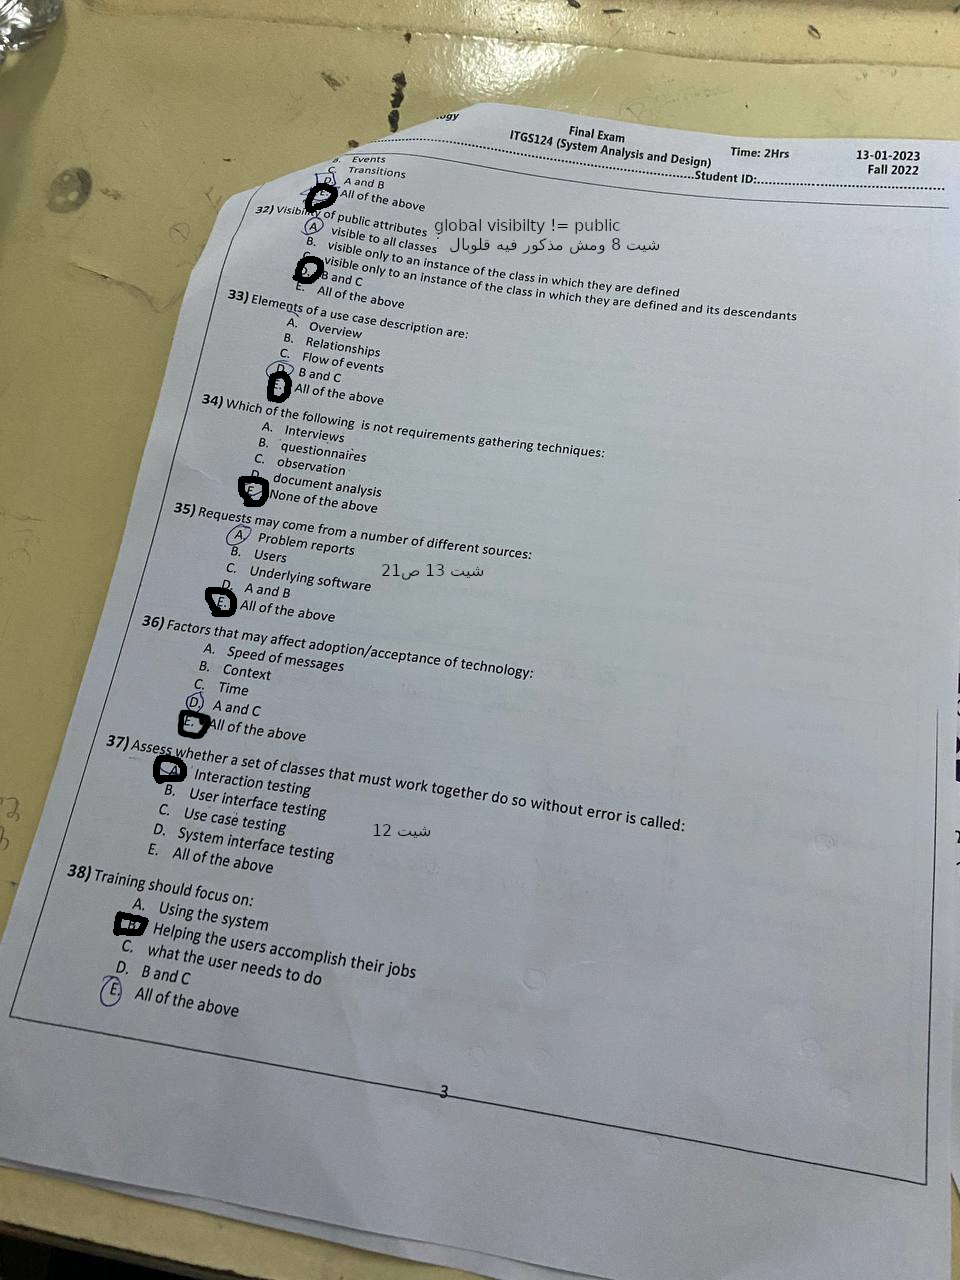 Final Exam
ITGS124 (System Analysis and Design)
Time: 2Hrs
13-01-2023
Fall 2022
Student ID:
B. Events
C. Transitions
D. A and B
All of the above
32) Visibility of public attributes
global visibilty != public
A. visible to all classes
شيت 8 ومش مذكور فيه قلوبال
B. visible only to an instance of the class in which they are defined
C. visible only to an instance of the class in which they are defined and its descendants
D. B and C
E. All of the above
33) Elements of a use case description are:
A. Overview
B. Relationships
C. Flow of events
D. B and C
E. All of the above
34) Which of the following is not requirements gathering techniques:
A. Interviews
B. questionnaires
C. observation
D. document analysis
E. None of the above
35) Requests may come from a number of different sources:
A. Problem reports
B. Users
C. Underlying software
شيت 13 ص21
D. A and B
E. All of the above
36) Factors that may affect adoption/acceptance of technology:
A. Speed of messages
B. Context
C. Time
D. A and C
E. All of the above
37) Assess whether a set of classes that must work together do so without error is called:
A. Interaction testing
B. User interface testing
C. Use case testing
شيت 12
D. System interface testing
E. All of the above
38) Training should focus on:
A. Using the system
B. Helping the users accomplish their jobs
C. what the user needs to do
D. B and C
E. All of the above
3